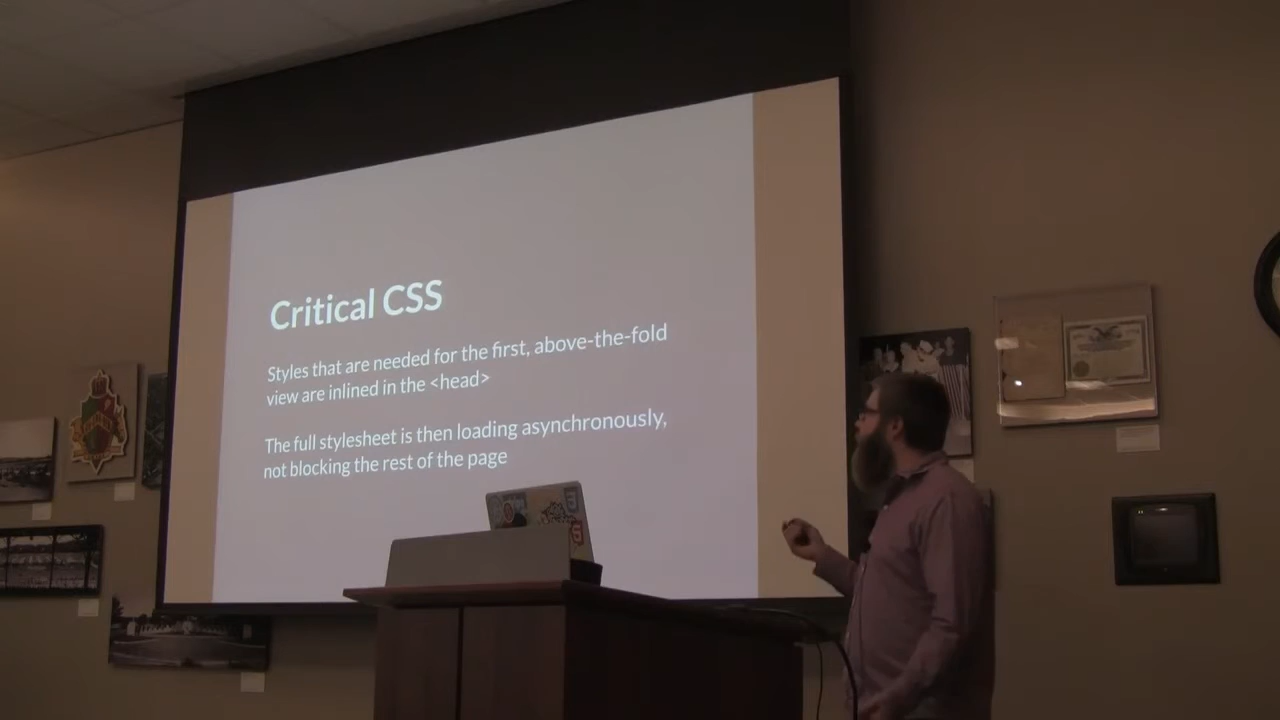 Critical CSS
Styles that are needed for the first, above-the-fold
view are inlined in the <head>
The full stylesheet is then loading asynchronously,
not blocking the rest of the page